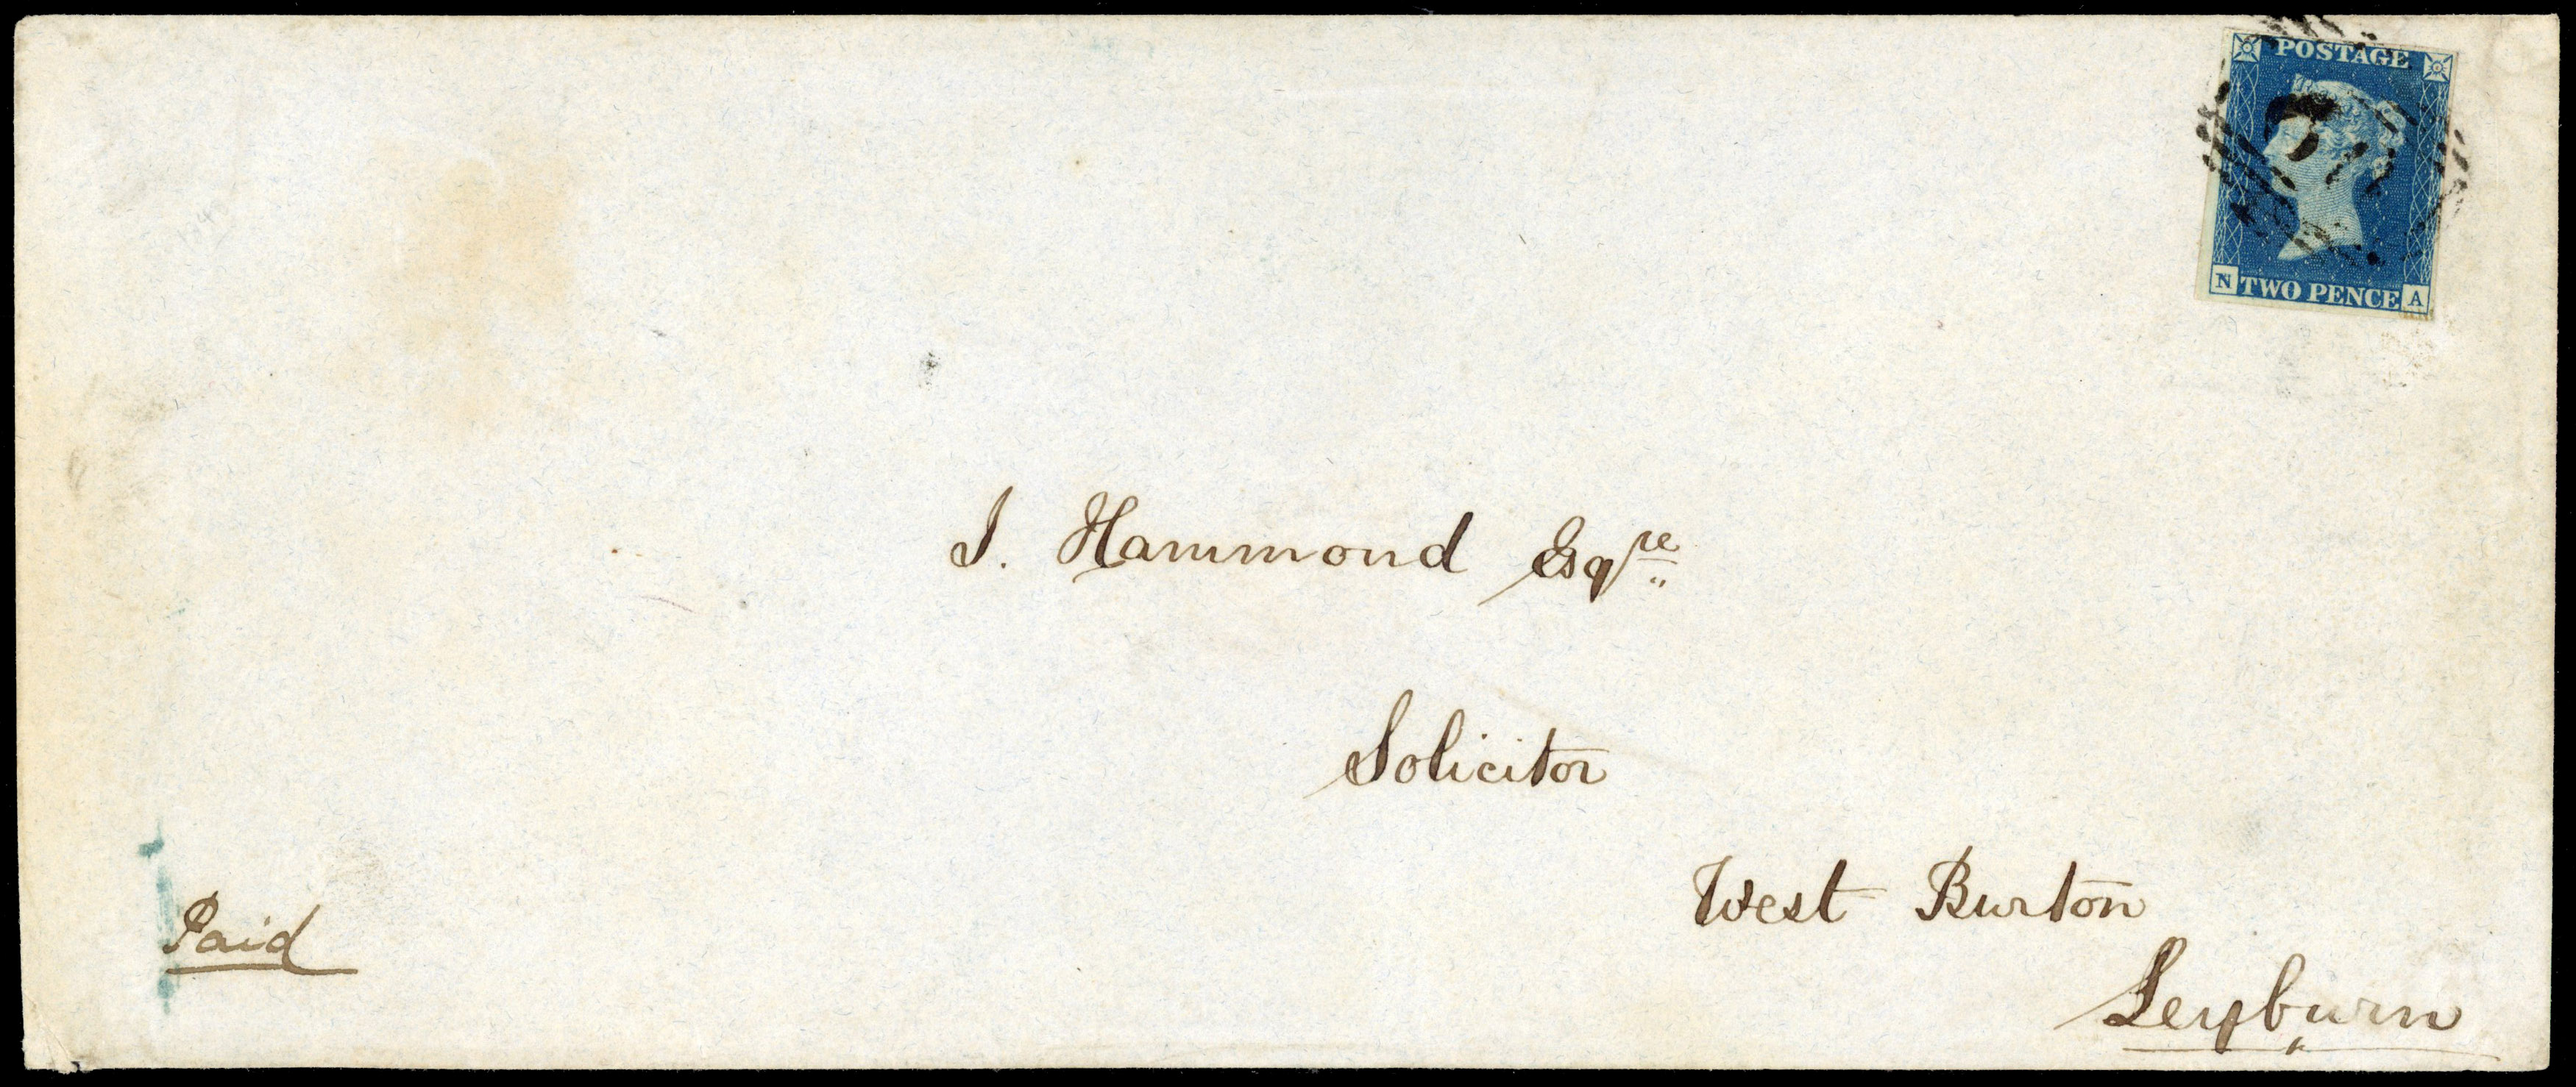 POSTAGE
N TWO PENCE A
J. Hammond Esqre
Solicitor
West Burton
Leyburn
Paid